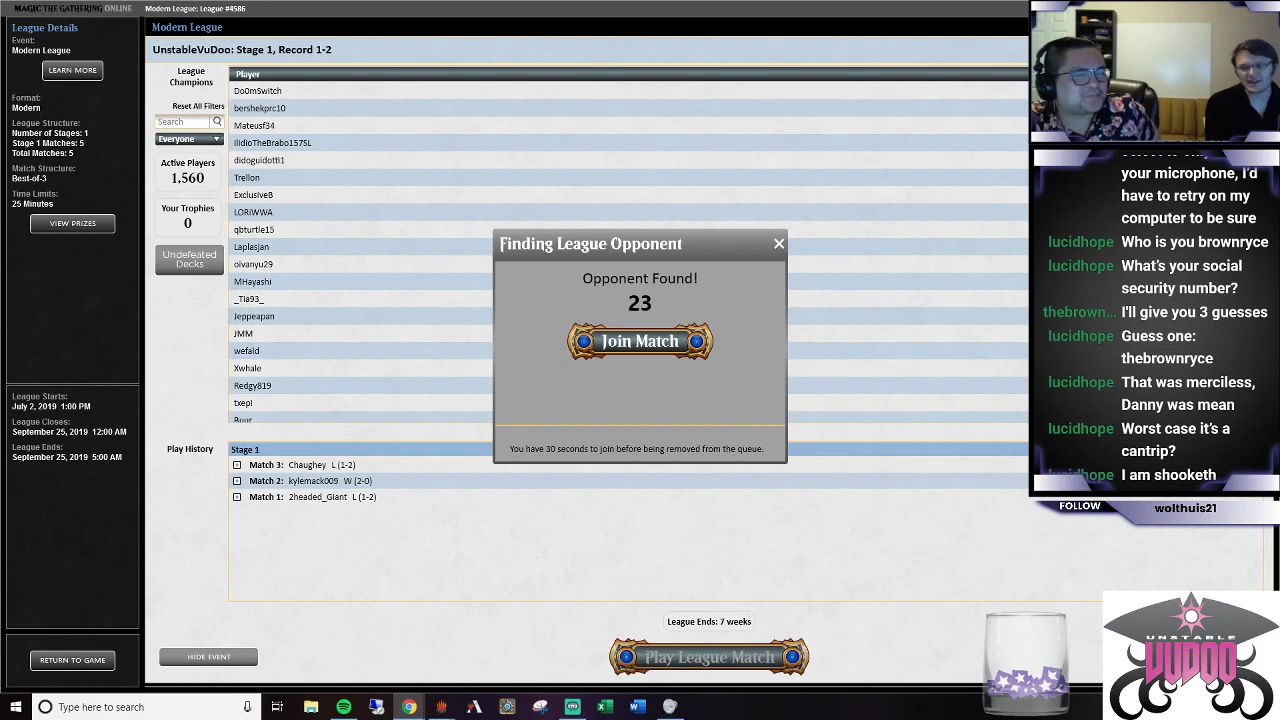 MAGIC THE GATHERING ONLINE
Modern League: League #4586
League Details
Event:
Modern League
LEARN MORE
Format:
Modern
League Structure:
Number of Stages: 1
Stage 1 Matches: 5
Total Matches: 5
Match Structure:
Best-of-3
Time Limits:
25 Minutes
VIEW PRIZES
League Starts:
July 2, 2019 1:00 PM
League Closes:
September 25, 2019 12:00 AM
League Ends:
September 25, 2019 5:00 AM
RETURN TO GAME
Modern League
UnstableVuDoo: Stage 1, Record 1-2
League
Champions
Reset All Filters
Search
Everyone
Active Players
1,560
Your Trophies
0
Undefeated
Decks
Player
Do0mSwitch
bershekprc10
Mateusf34
IlidioTheBrabo157SL
didoguidotti1
Trellon
ExclusiveB
LORiWWA
qbturtle15
Laplasjan
oivanyu29
MHayashi
_Tia93_
Jeppeapan
JMM
wefald
Xwhale
Redgy819
txepi
Buur
Finding League Opponent
Opponent Found!
23
Join Match
You have 30 seconds to join before being removed from the queue.
Play History
Stage 1
Match 3: Chaughey L (1-2)
Match 2: kylemack009 W (2-0)
Match 1: 2headed_Giant L (1-2)
League Ends: 7 weeks
HIDE EVENT
Play League Match
your microphone, I'd
have to retry on my
computer to be sure
lucidhope Who is you brownryce
lucidhope What's your social
security number?
thebrown... I'll give you 3 guesses
lucidhope Guess one:
thebrownryce
lucidhope That was merciless,
Danny was mean
lucidhope Worst case it's a
cantrip?
lucidhope I am shooketh
FOLLOW
wolthuis21
UNSTABLE
VUDOO
Type here to search